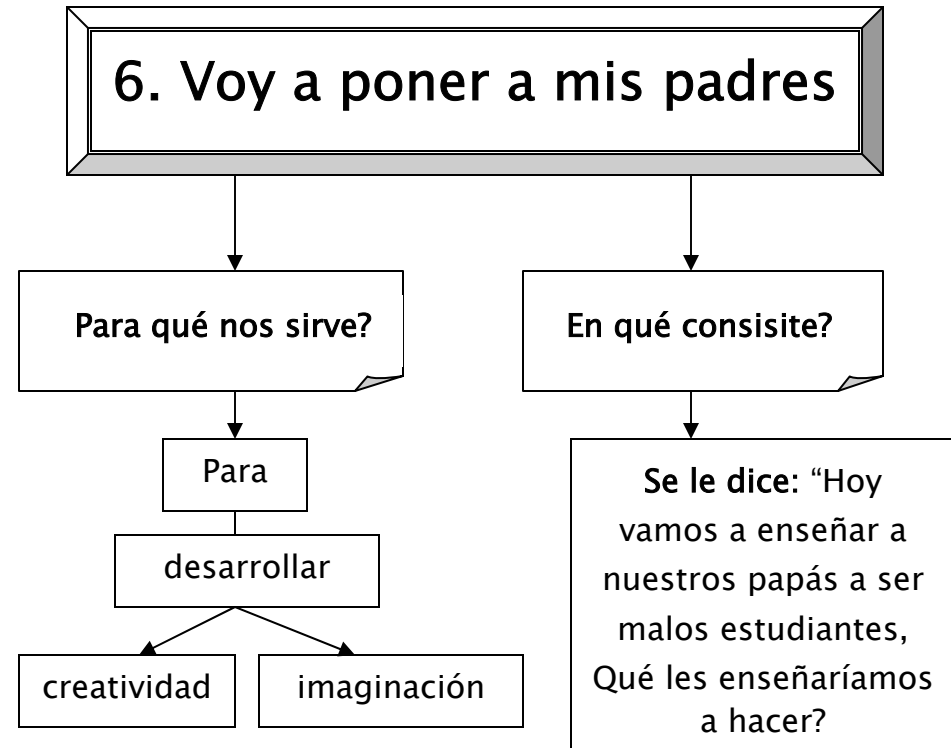 6. Voy a poner a mis padres
Para qué nos sirve?
En qué consisite?
Para
desarrollar
creatividad
imaginación
Se le dice: “Hoy
vamos a enseñar a
nuestros papás a ser
malos estudiantes,
Qué les enseñaríamos
a hacer?